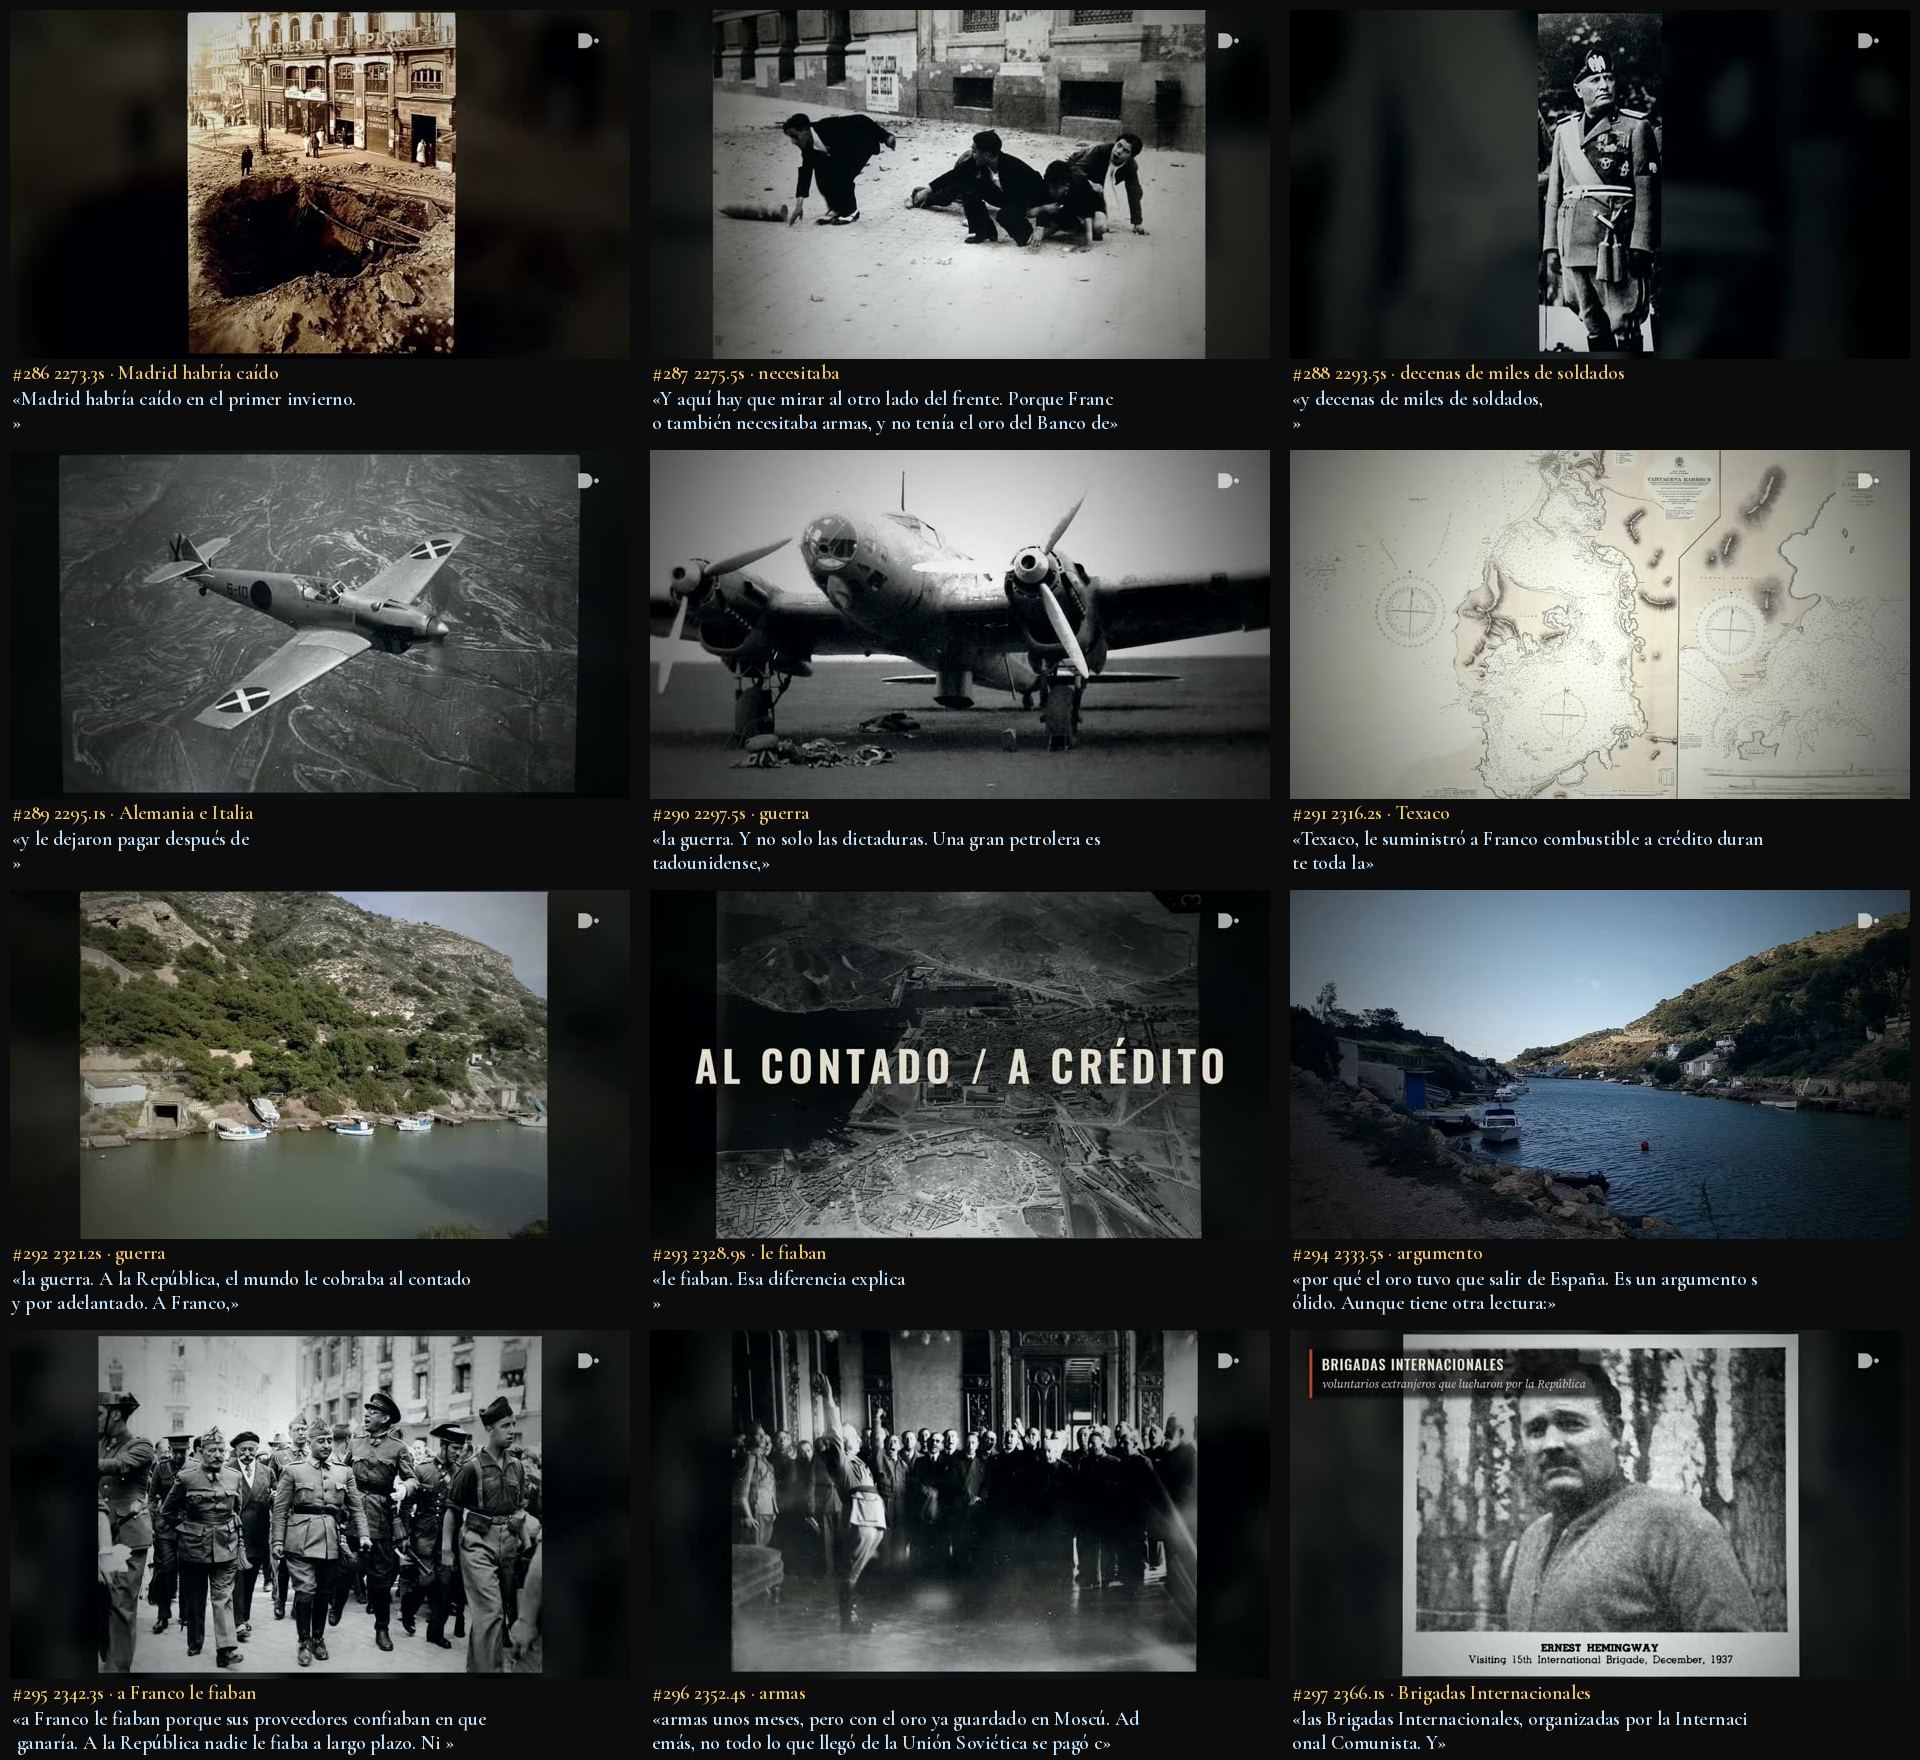 ALMACENES DE LA
FARMACIA
COMPANY
#286 2273.3s · Madrid habría caído
«Madrid habría caído en el primer invierno.
»
#287 2275.5s · necesitaba
«Y aquí hay que mirar al otro lado del frente. Porque Franc
o también necesitaba armas, y no tenía el oro del Banco de»
#288 2293.5s · decenas de miles de soldados
«y decenas de miles de soldados,
»
5-10
#289 2295.1s · Alemania e Italia
«y le dejaron pagar después de
»
#290 2297.5s · guerra
«la guerra. Y no solo las dictaduras. Una gran petrolera es
tadounidense,»
CARTAGENA HARBOUR
#291 2316.2s · Texaco
«Texaco, le suministró a Franco combustible a crédito duran
te toda la»
#292 2321.2s · guerra
«la guerra. A la República, el mundo le cobraba al contado
y por adelantado. A Franco,»
AL CONTADO / A CRÉDITO
#293 2328.9s · le fiaban
«le fiaban. Esa diferencia explica
»
#294 2333.5s · argumento
«por qué el oro tuvo que salir de España. Es un argumento s
ólido. Aunque tiene otra lectura:»
#295 2342.3s · a Franco le fiaban
«a Franco le fiaban porque sus proveedores confiaban en que
ganaría. A la República nadie le fiaba a largo plazo. Ni »
#296 2352.4s · armas
«armas unos meses, pero con el oro ya guardado en Moscú. Ad
emás, no todo lo que llegó de la Unión Soviética se pagó c»
BRIGADAS INTERNACIONALES
voluntarios extranjeros que lucharon por la República
ERNEST HEMINGWAY
Visiting 15th International Brigade, December, 1937
#297 2366.1s · Brigadas Internacionales
«las Brigadas Internacionales, organizadas por la Internaci
onal Comunista. Y»